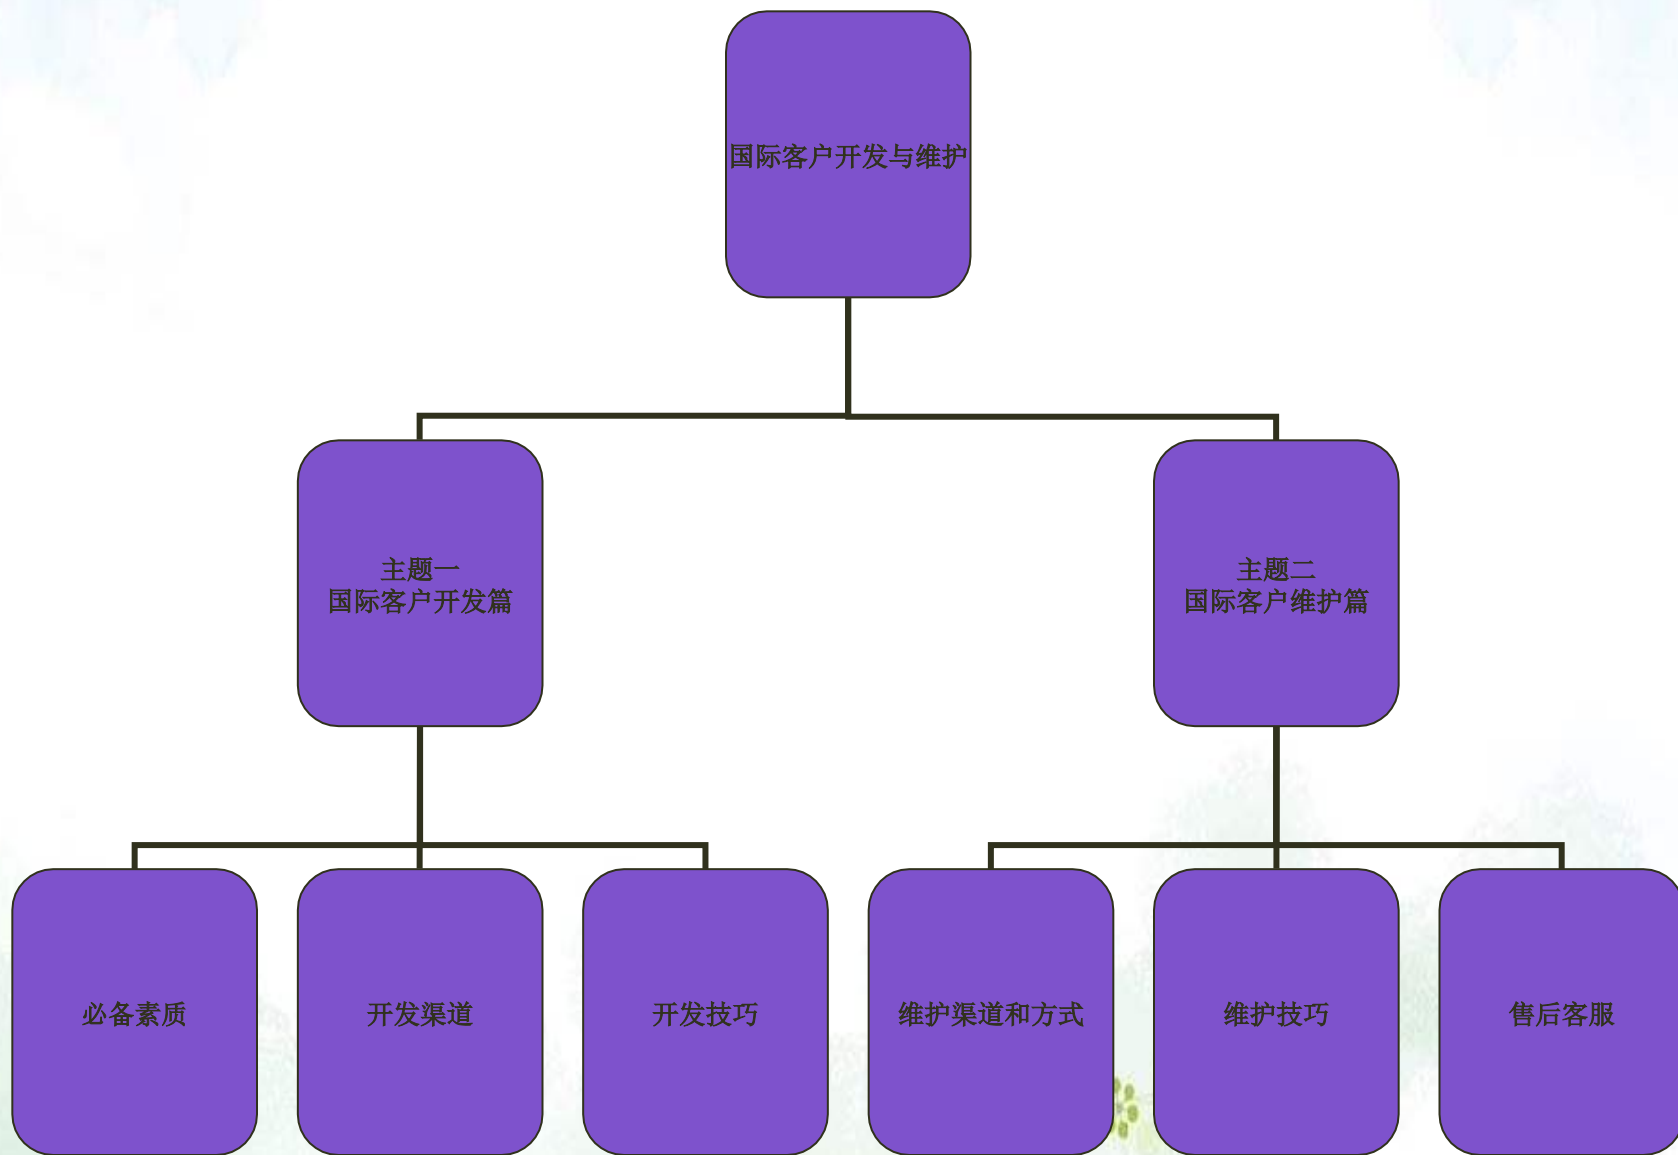 国际客户开发与维护
主题一
国际客户开发篇
主题二
国际客户维护篇
必备素质
开发渠道
开发技巧
维护渠道和方式
维护技巧
售后客服